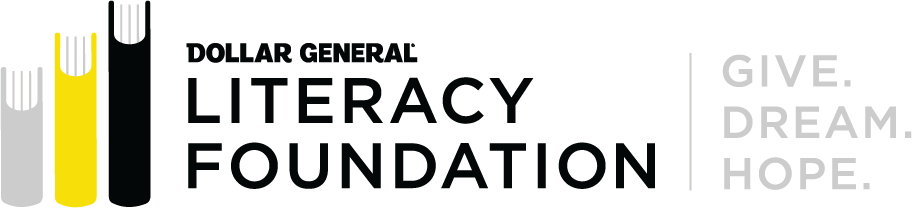 DOLLAR GENERAL
LITERACY
FOUNDATION
GIVE.
DREAM.
HOPE.